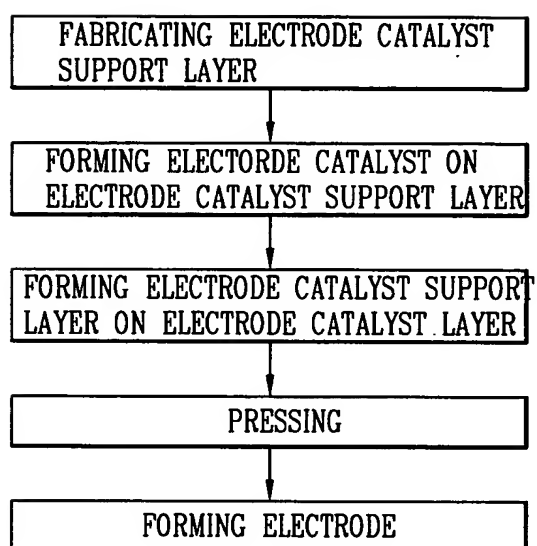 FABRICATING ELECTRODE CATALYST
SUPPORT LAYER
FORMING ELECTORDE CATALYST ON
ELECTRODE CATALYST SUPPORT LAYER
FORMING ELECTRODE CATALYST SUPPORT
LAYER ON ELECTRODE CATALYST LAYER
PRESSING
FORMING ELECTRODE